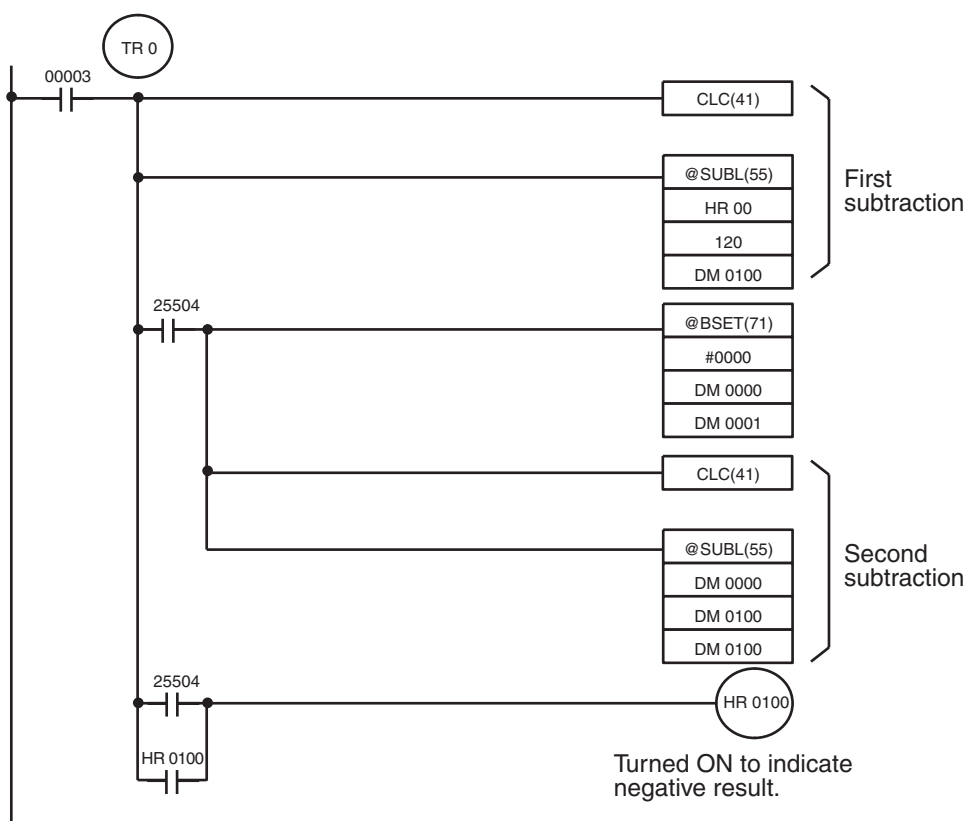 TR 0
00003
CLC(41)
@SUBL(55)
HR 00
120
DM 0100
First
subtraction
25504
@BSET(71)
#0000
DM 0000
DM 0001
CLC(41)
@SUBL(55)
DM 0000
DM 0100
DM 0100
Second
subtraction
25504
HR 0100
HR 0100
Turned ON to indicate
negative result.